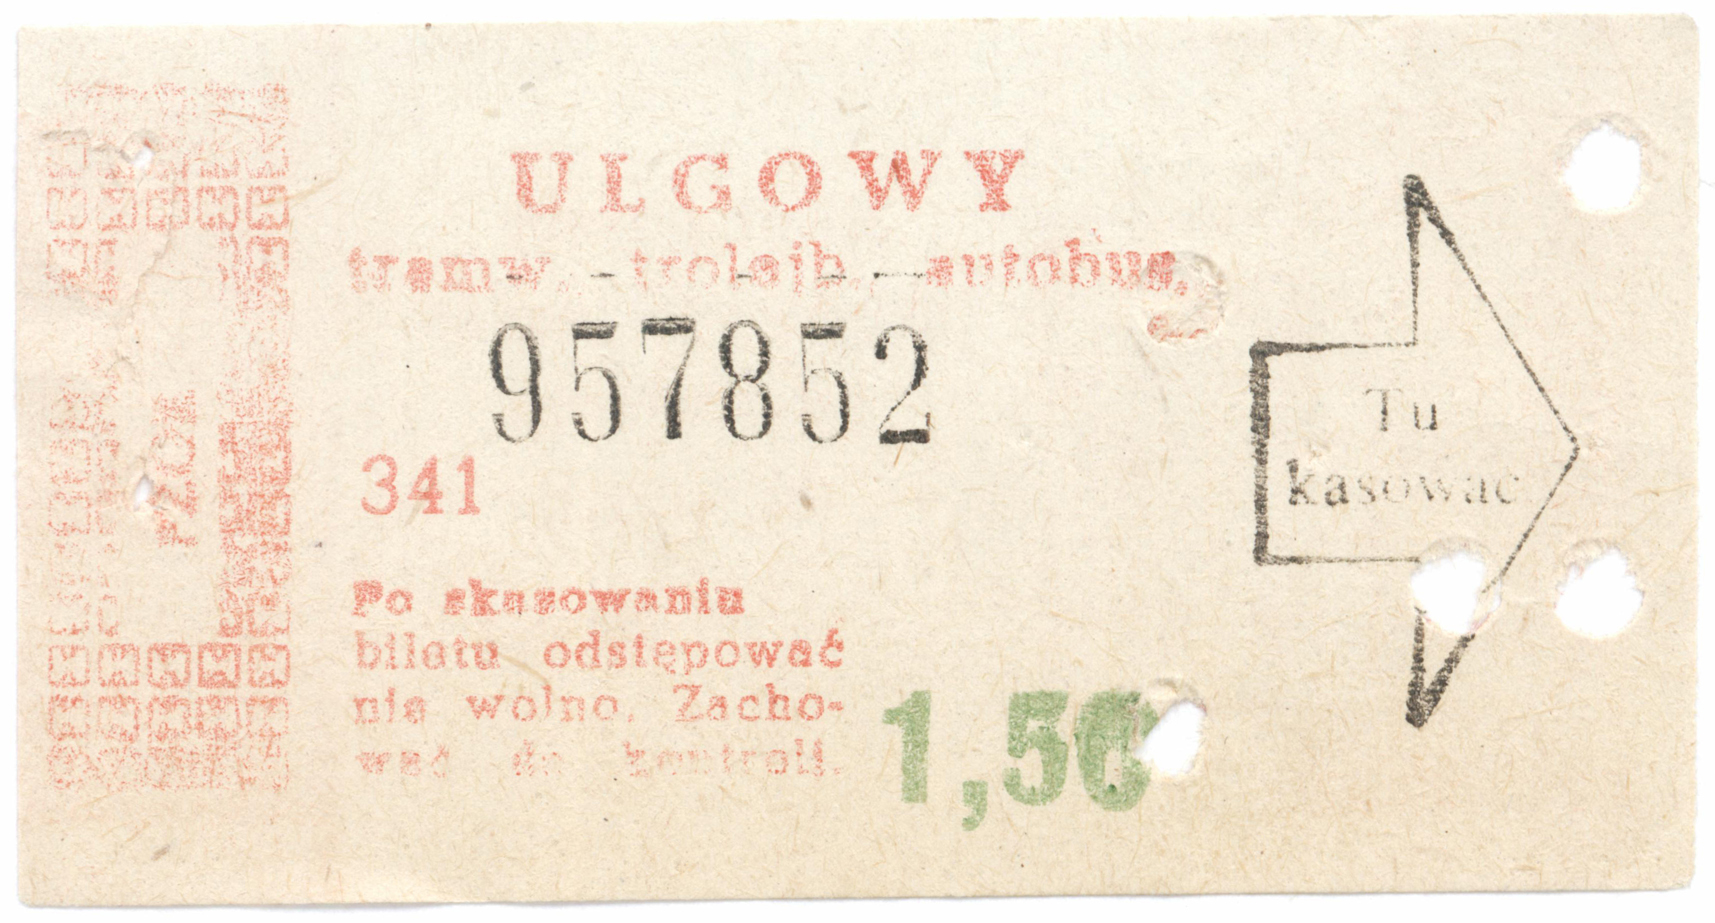 ULGOWY
tramw. - trolejb. - autobus.
957852
341
Po skasowaniu
biletu odstępować
nie wolno. Zacho-
wać do kontroli.
1,50
Tu
kasować
PZGK